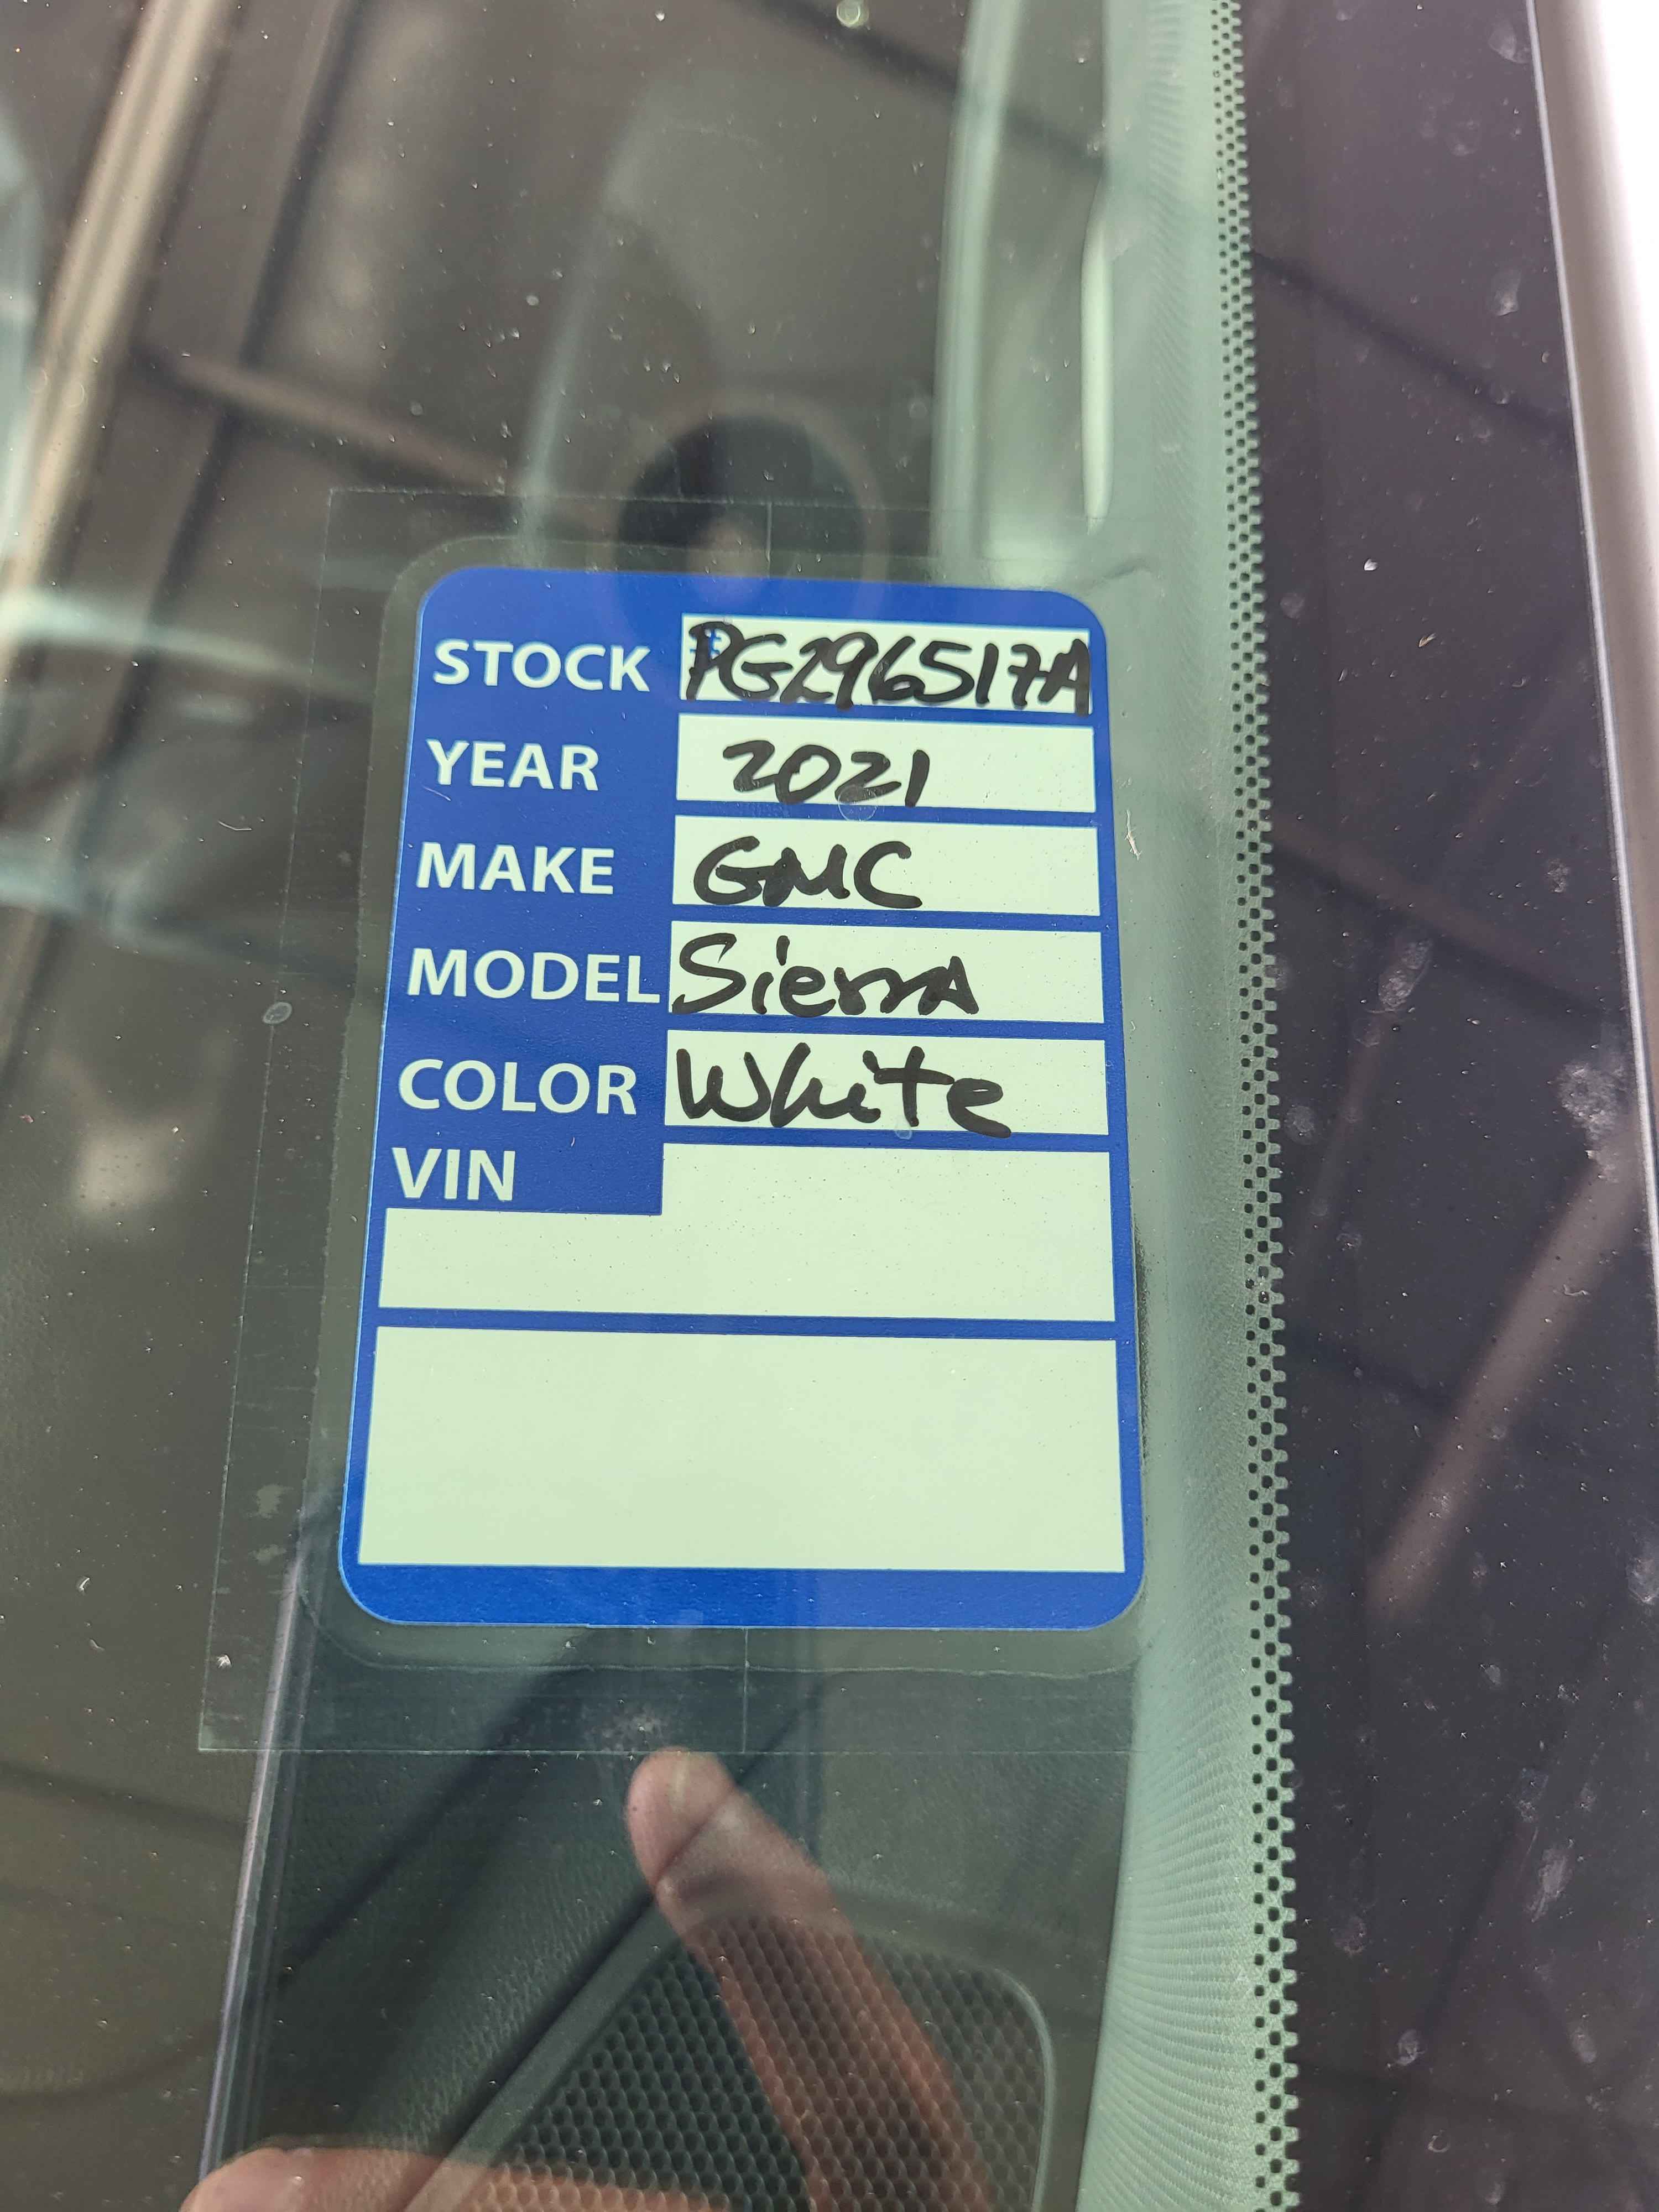 STOCK # PG296517A
YEAR 2021
MAKE GMC
MODEL SierrA
COLOR White
VIN